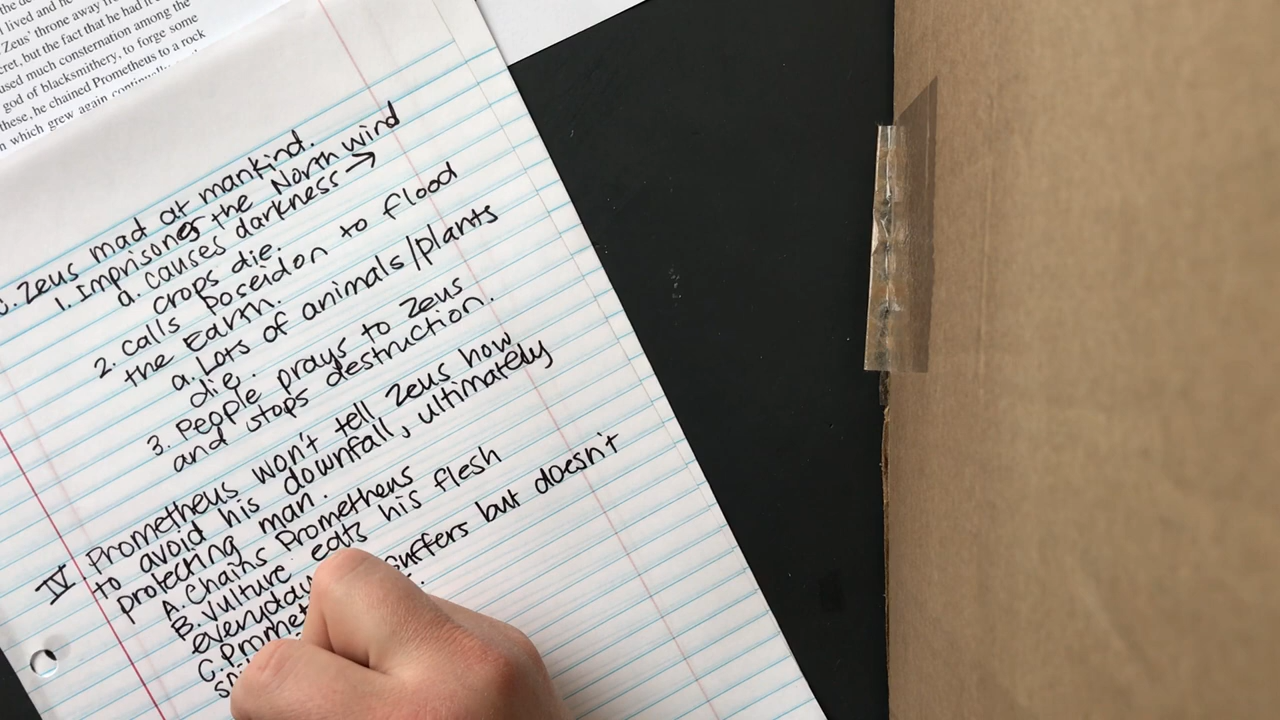 l lived and he
Zeus' throne away fr
cret, but the fact that he had it
used much consternation among the
god of blacksmithery, to forge some
these, he chained Prometheus to a rock
which grew again
C. Zeus mad at mankind.
1. Imprisons the North wind
a. causes darkness →
crops die.
2. calls Poseidon to flood
the Earth.
a. Lots of animals/plants
die.
3. People prays to Zeus
and stops destruction.
IV Prometheus won't tell Zeus how
to avoid his downfall, ultimately
protecting man.
A. Chains Prometheus
B. Vulture eats his flesh
everyday
C. Promet suffers but doesn't